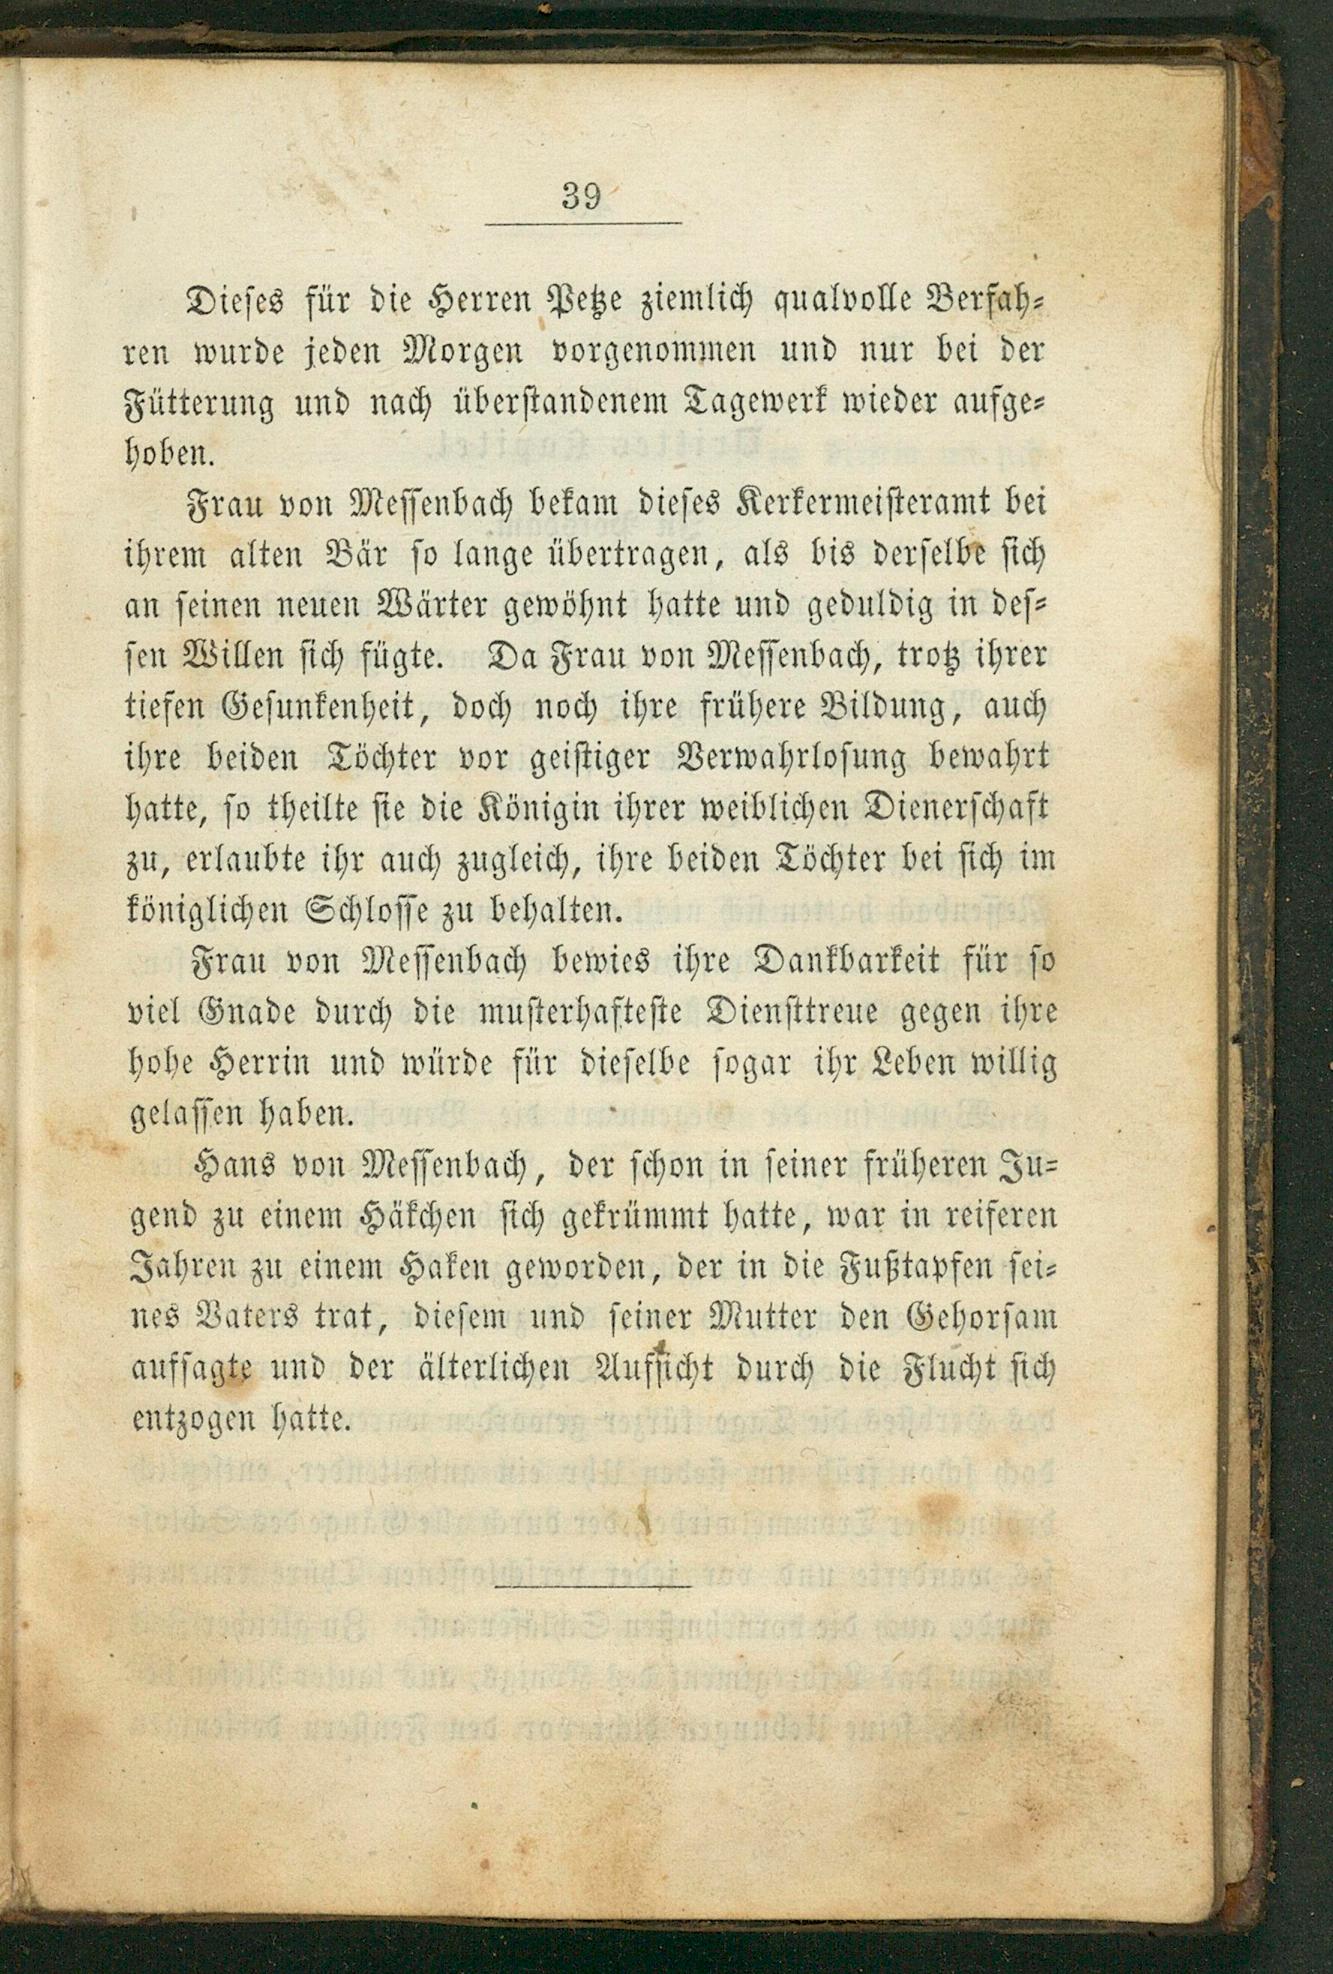 39
Dieses für die Herren Petze ziemlich qualvolle Verfah-
ren wurde jeden Morgen vorgenommen und nur bei der
Fütterung und nach überstandenem Tagewerk wieder aufge-
hoben.
Frau von Messenbach bekam dieses Kerkermeisteramt bei
ihrem alten Bär so lange übertragen, als bis derselbe sich
an seinen neuen Wärter gewöhnt hatte und geduldig in des-
sen Willen sich fügte. Da Frau von Messenbach, trotz ihrer
tiefen Gesunkenheit, doch noch ihre frühere Bildung, auch
ihre beiden Töchter vor geistiger Verwahrlosung bewahrt
hatte, so theilte sie die Königin ihrer weiblichen Dienerschaft
zu, erlaubte ihr auch zugleich, ihre beiden Töchter bei sich im
königlichen Schlosse zu behalten.
Frau von Messenbach bewies ihre Dankbarkeit für so
viel Gnade durch die musterhafteste Diensttreue gegen ihre
hohe Herrin und würde für dieselbe sogar ihr Leben willig
gelassen haben.
Hans von Messenbach, der schon in seiner früheren Ju-
gend zu einem Häkchen sich gekrümmt hatte, war in reiferen
Jahren zu einem Haken geworden, der in die Fußtapfen sei-
nes Vaters trat, diesem und seiner Mutter den Gehorsam
aufsagte und der älterlichen Aufsicht durch die Flucht sich
entzogen hatte.